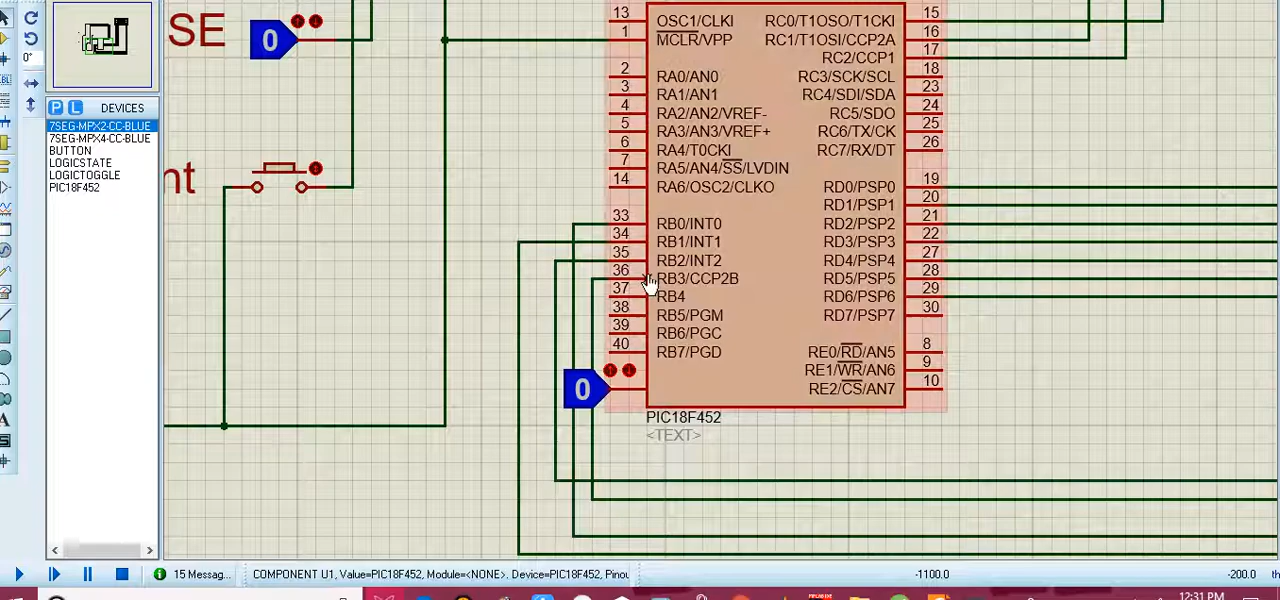 SE
0
0°
P L DEVICES
7SEG-MPX2-CC-BLUE
7SEG-MPX4-CC-BLUE
BUTTON
LOGICSTATE
LOGICTOGGLE
PIC18F452
nt
13 OSC1/CLKI RC0/T1OSO/T1CKI 15
1 MCLR/VPP RC1/T1OSI/CCP2A 16
RC2/CCP1 17
2 RA0/AN0 RC3/SCK/SCL 18
3 RA1/AN1 RC4/SDI/SDA 23
4 RA2/AN2/VREF- RC5/SDO 24
5 RA3/AN3/VREF+ RC6/TX/CK 25
6 RA4/T0CKI RC7/RX/DT 26
7 RA5/AN4/SS/LVDIN
14 RA6/OSC2/CLKO RD0/PSP0 19
RD1/PSP1 20
33 RB0/INT0 RD2/PSP2 21
34 RB1/INT1 RD3/PSP3 22
35 RB2/INT2 RD4/PSP4 27
36 RB3/CCP2B RD5/PSP5 28
37 RB4 RD6/PSP6 29
38 RB5/PGM RD7/PSP7 30
39 RB6/PGC
40 RB7/PGD RE0/RD/AN5 8
RE1/WR/AN6 9
0 RE2/CS/AN7 10
PIC18F452
<TEXT>
15 Messag... COMPONENT U1, Value=PIC18F452, Module=<NONE>, Device=PIC18F452, Pinou -1100.0 -200.0 th
12:31 PM